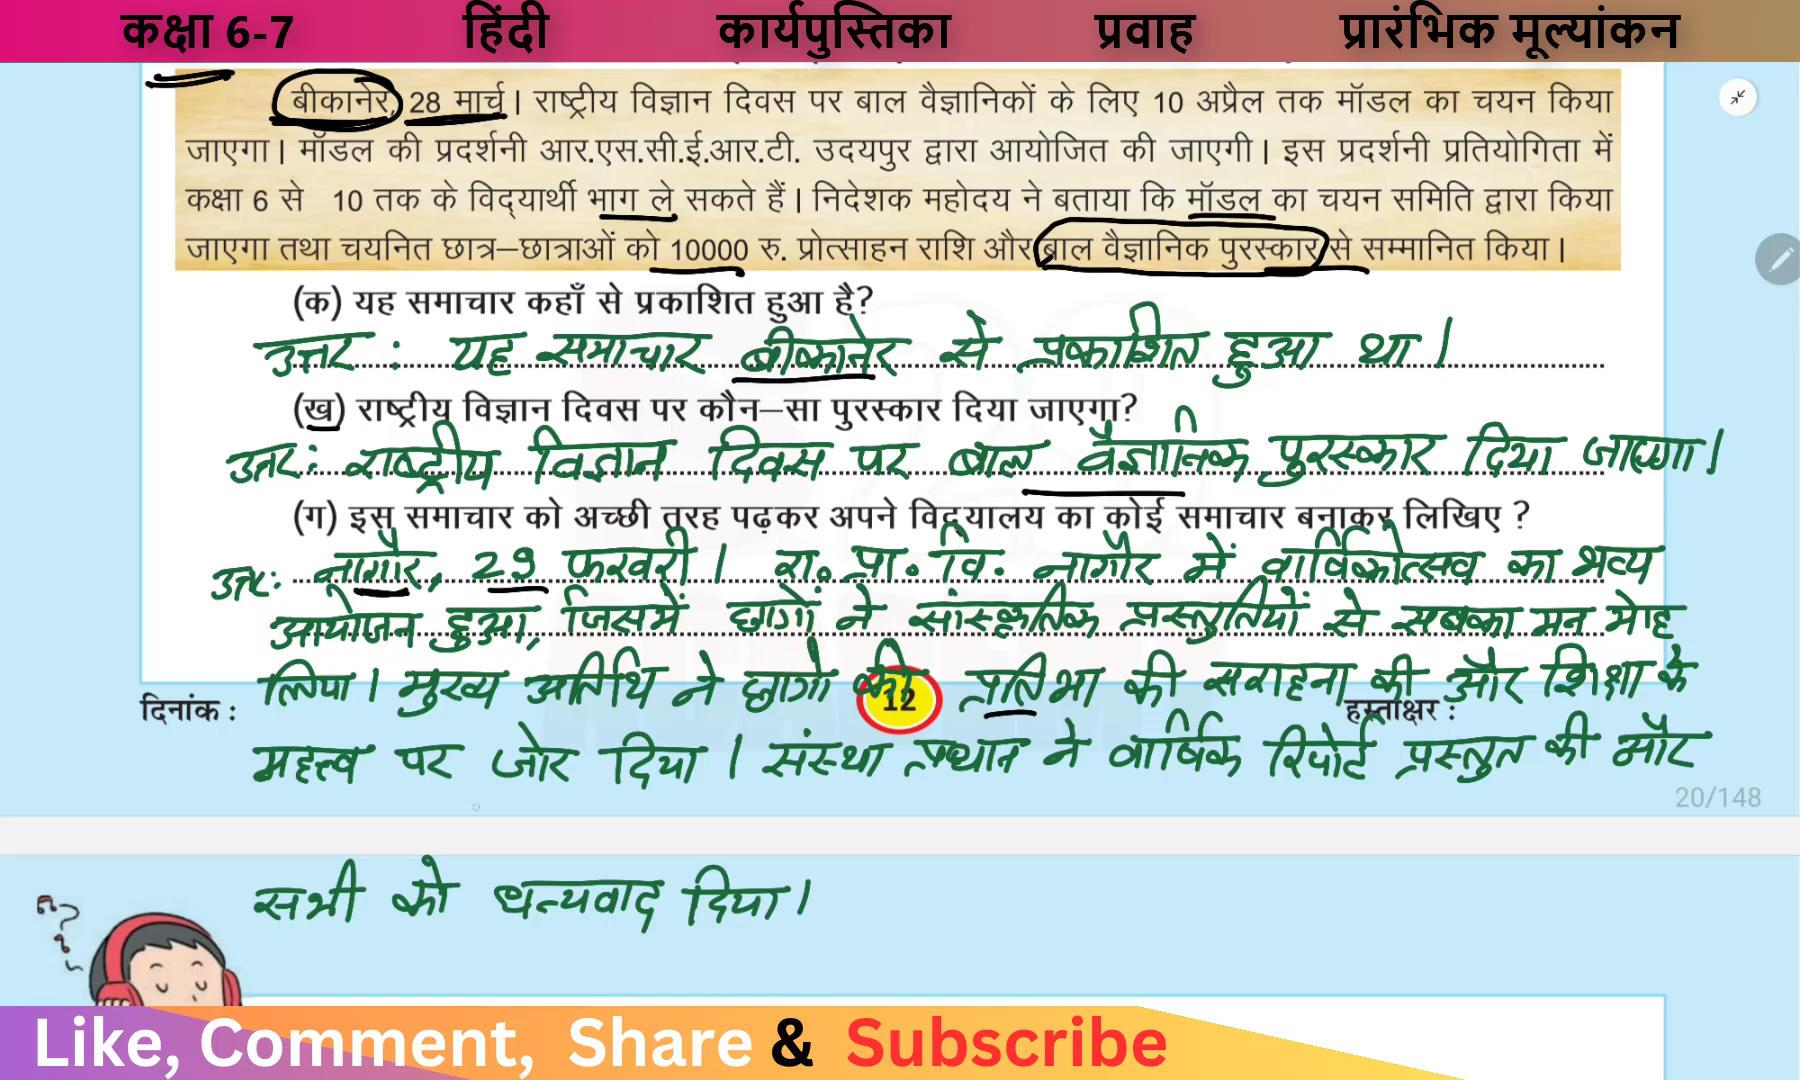 कक्षा 6-7 हिंदी कार्यपुस्तिका प्रवाह प्रारंभिक मूल्यांकन
बीकानेर, 28 मार्च। राष्ट्रीय विज्ञान दिवस पर बाल वैज्ञानिकों के लिए 10 अप्रैल तक मॉडल का चयन किया
जाएगा। मॉडल की प्रदर्शनी आर.एस.सी.ई.आर.टी. उदयपुर द्वारा आयोजित की जाएगी। इस प्रदर्शनी प्रतियोगिता में
कक्षा 6 से 10 तक के विद्यार्थी भाग ले सकते हैं। निदेशक महोदय ने बताया कि मॉडल का चयन समिति द्वारा किया
जाएगा तथा चयनित छात्र–छात्राओं को 10000 रु. प्रोत्साहन राशि और बाल वैज्ञानिक पुरस्कार से सम्मानित किया।
(क) यह समाचार कहाँ से प्रकाशित हुआ है?
उत्तर: यह समाचार बीकानेर से प्रकाशित हुआ था।
(ख) राष्ट्रीय विज्ञान दिवस पर कौन–सा पुरस्कार दिया जाएगा?
उत्तर: राष्ट्रीय विज्ञान दिवस पर बाल वैज्ञानिक पुरस्कार दिया जाएगा।
(ग) इस समाचार को अच्छी तरह पढ़कर अपने विद्यालय का कोई समाचार बनाकर लिखिए ?
उत्तर: नागौर, 29 फरवरी। रा. प्रा. वि. नागौर में वार्षिकोत्सव का भव्य
आयोजन हुआ, जिसमें छात्रों ने सांस्कृतिक प्रस्तुतियों से सबका मन मोह
लिया। मुख्य अतिथि ने छात्रों की प्रतिभा की सराहना की और शिक्षा के
दिनांक : 12 हस्ताक्षर :
महत्त्व पर जोर दिया। संस्था प्रधान ने वार्षिक रिपोर्ट प्रस्तुत की और
20/148
सभी को धन्यवाद दिया।
Like, Comment, Share & Subscribe